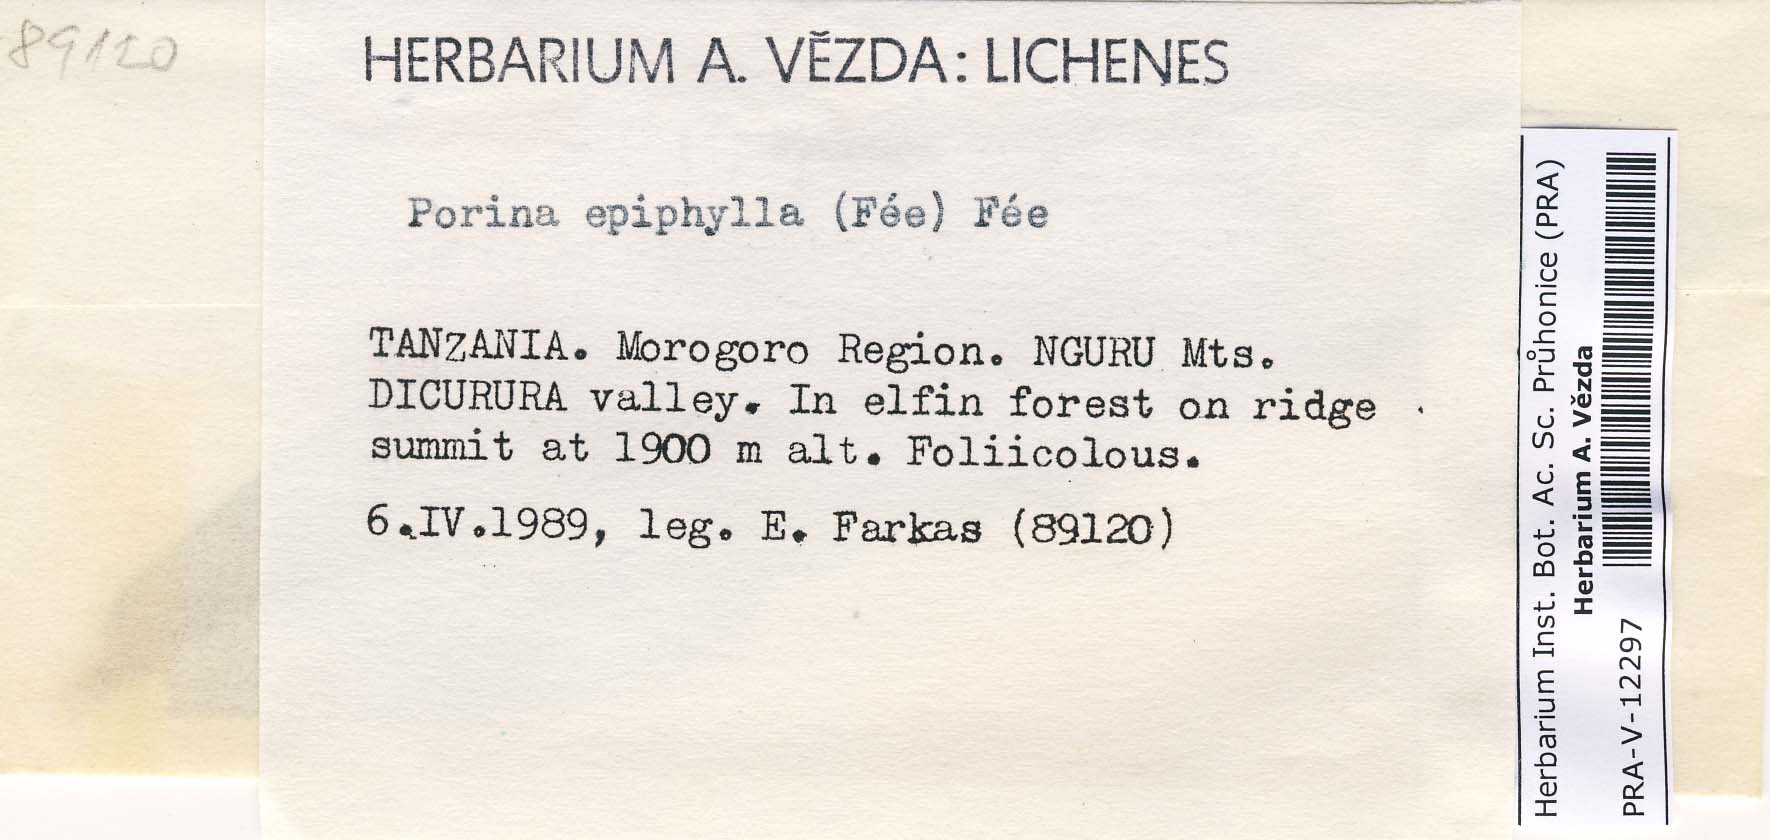 89120
HERBARIUM A. VĚZDA: LICHENES
Porina epiphylla (Fée) Fée
TANZANIA. Morogoro Region. NGURU Mts.
DICURURA valley. In elfin forest on ridge
summit at 1900 m alt. Foliicolous.
6.IV.1989, leg. E. Farkas (89120)
Herbarium Inst. Bot. Ac. Sc. Průhonice (PRA)
Herbarium A. Vězda
PRA-V-12297